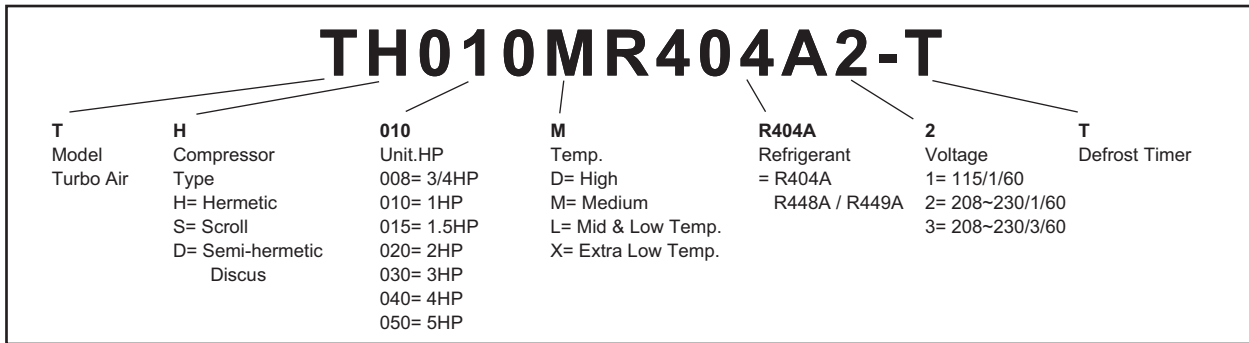 TH010MR404A2-T
T
Model
Turbo Air
H
Compressor
Type
H= Hermetic
S= Scroll
D= Semi-hermetic
Discus
010
Unit.HP
008= 3/4HP
010= 1HP
015= 1.5HP
020= 2HP
030= 3HP
040= 4HP
050= 5HP
M
Temp.
D= High
M= Medium
L= Mid & Low Temp.
X= Extra Low Temp.
R404A
Refrigerant
= R404A
R448A / R449A
2
Voltage
1= 115/1/60
2= 208~230/1/60
3= 208~230/3/60
T
Defrost Timer